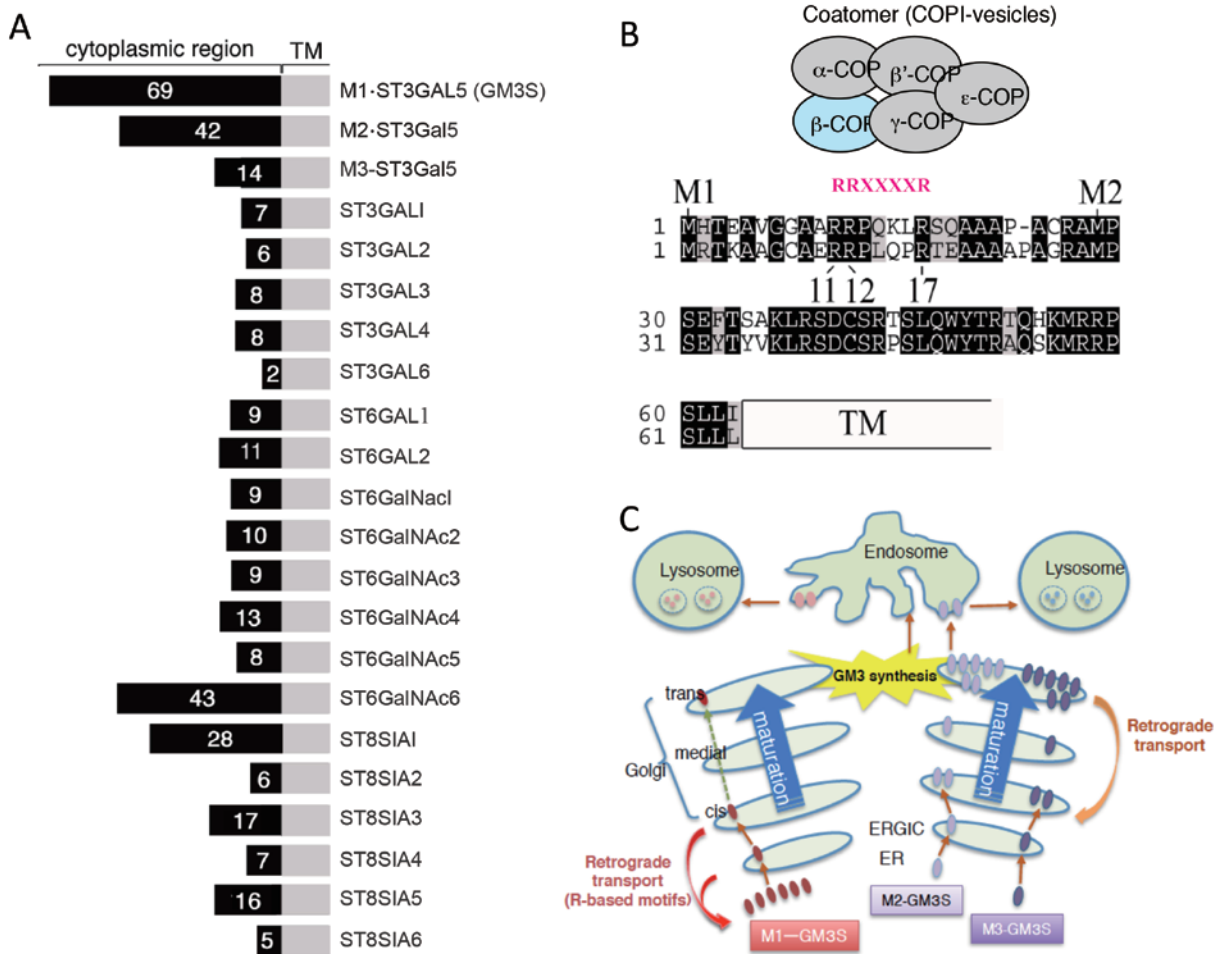 A
cytoplasmic region TM
69 M1·ST3GAL5 (GM3S)
42 M2·ST3Gal5
14 M3-ST3Gal5
7 ST3GALI
6 ST3GAL2
8 ST3GAL3
8 ST3GAL4
2 ST3GAL6
9 ST6GAL1
11 ST6GAL2
9 ST6GalNacI
10 ST6GalNAc2
9 ST6GalNAc3
13 ST6GalNAc4
8 ST6GalNAc5
43 ST6GalNAc6
28 ST8SIAI
6 ST8SIA2
17 ST8SIA3
7 ST8SIA4
16 ST8SIA5
5 ST8SIA6
B
Coatomer (COPI-vesicles)
α-COP β'-COP ε-COP
β-COP γ-COP
RRXXXXR
M1 M2
1 MHTEAVGGAARRPQKLRSQAAAP-ACRAMP
1 MRTKAAGCAERRPLQPRTEAAAAPAGRAMP
11 12 17
30 SEFTSAKLRSDCSRTSLQWYTRTQHKMRRP
31 SEYTYVKLRSDCSRPSLQWYTRAQSKMRRP
60 SLLI
61 SLLL
TM
C
Lysosome Endosome Lysosome
GM3 synthesis
trans
medial
cis
Golgi
maturation
maturation
Retrograde
transport
ERGIC
ER
Retrograde
transport
(R-based motifs)
M1—GM3S
M2-GM3S
M3-GM3S